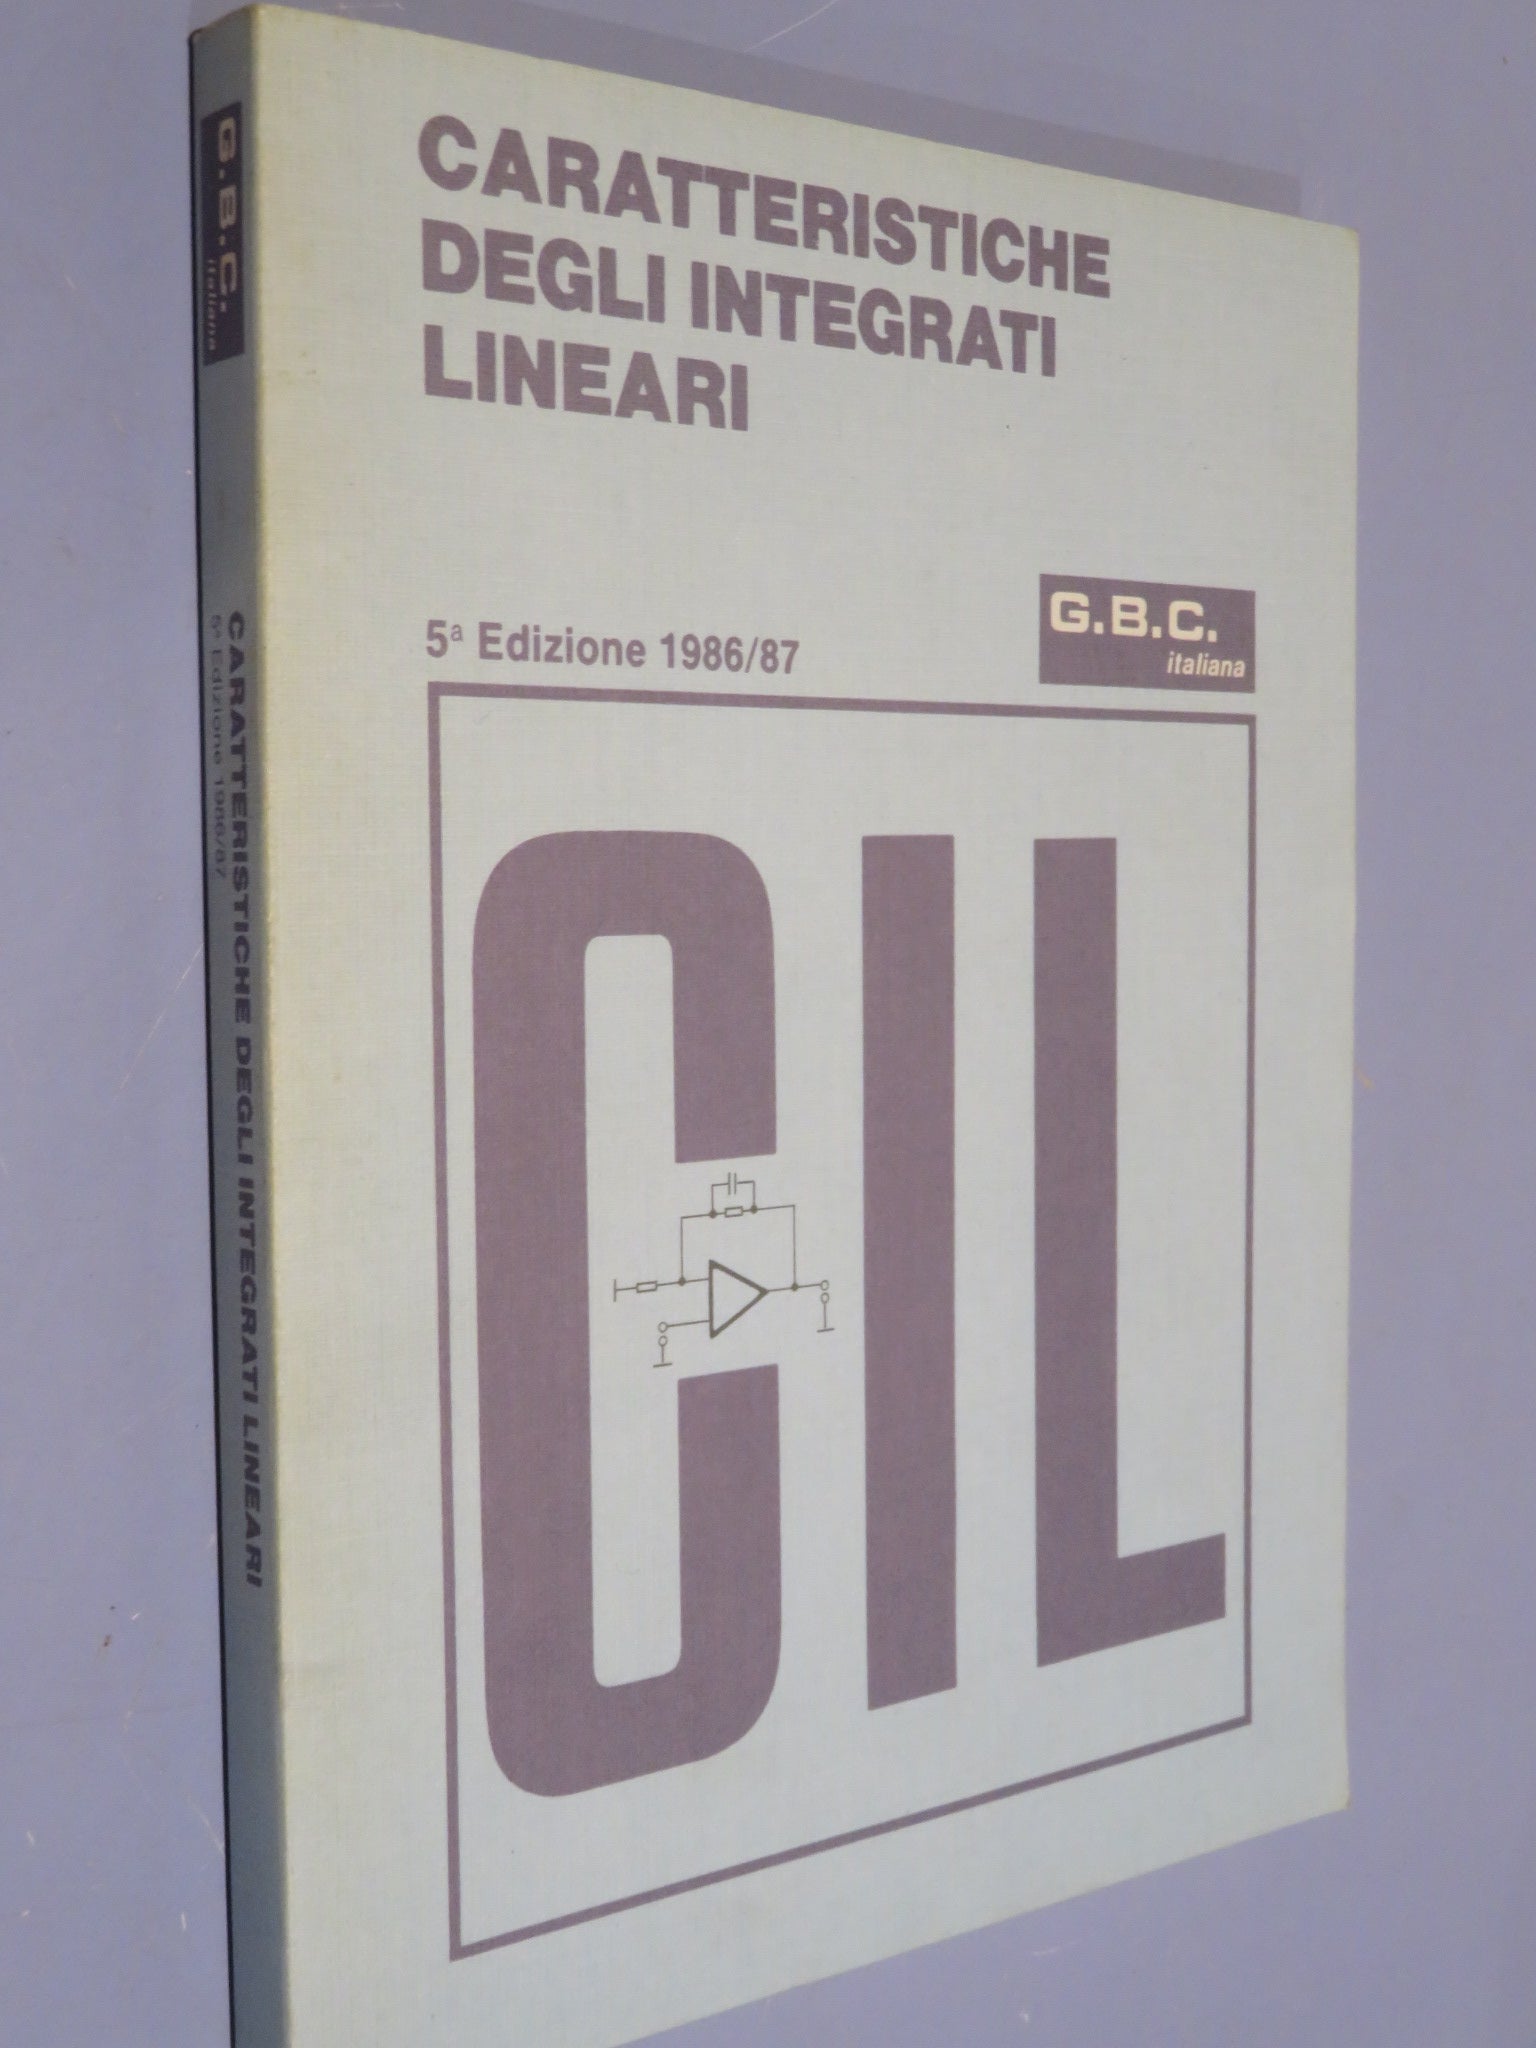 CARATTERISTICHE
DEGLI INTEGRATI
LINEARI
5ª Edizione 1986/87
G.B.C.
italiana
CIL
G.B.C.
italiana
CARATTERISTICHE DEGLI INTEGRATI LINEARI
5ª Edizione 1986/87